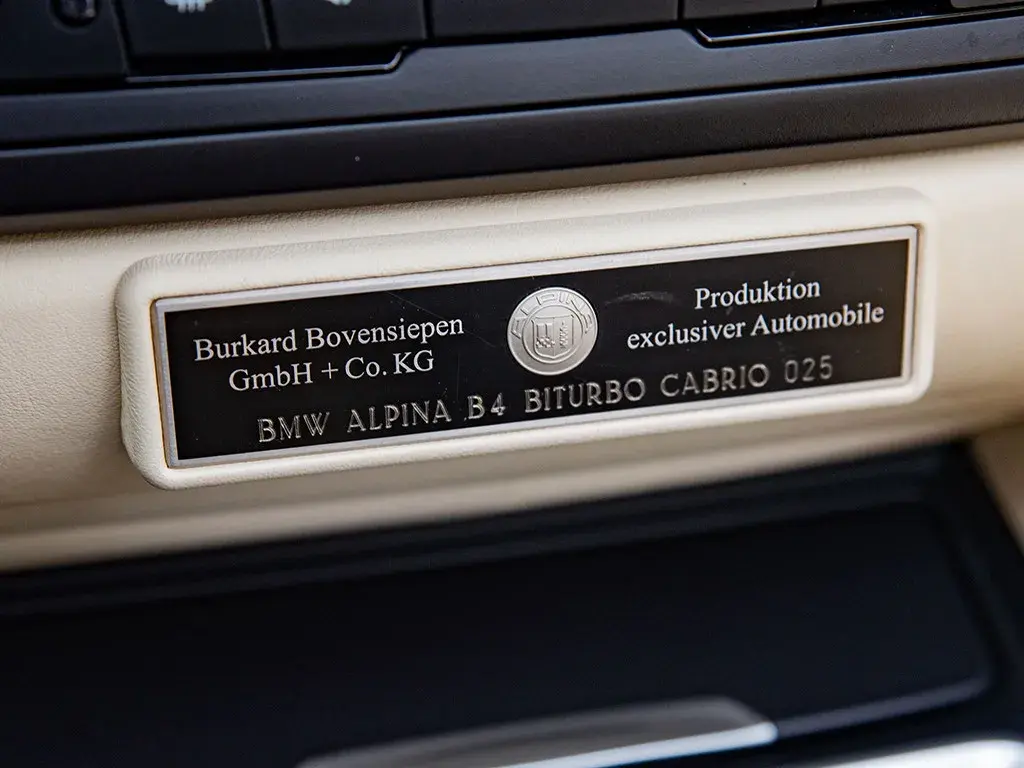 Burkard Bovensiepen
GmbH + Co. KG
ALPINA
Produktion
exclusiver Automobile
BMW ALPINA B4 BITURBO CABRIO 025